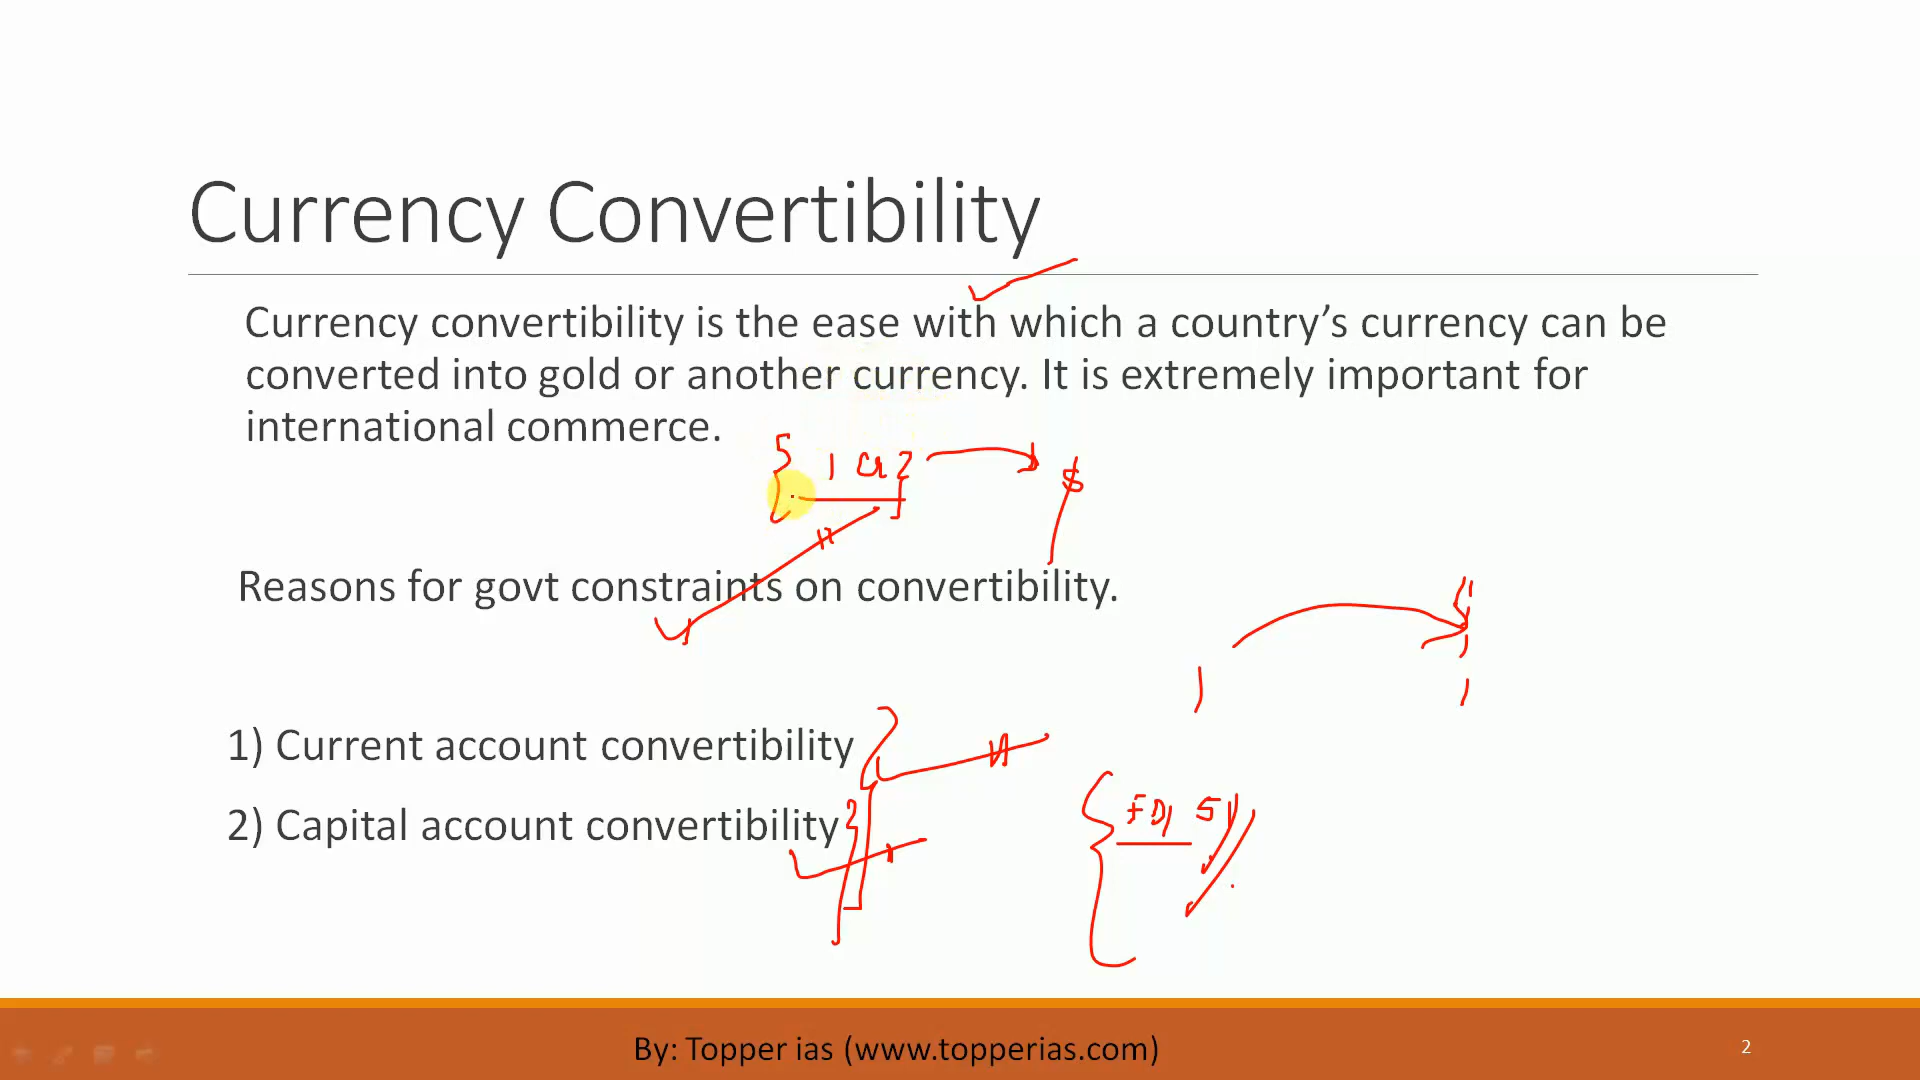 Currency Convertibility
Currency convertibility is the ease with which a country’s currency can be
converted into gold or another currency. It is extremely important for
international commerce.
1 Cr
$
Reasons for govt constraints on convertibility.
1) Current account convertibility
2) Capital account convertibility
By: Topper ias (www.topperias.com)
2